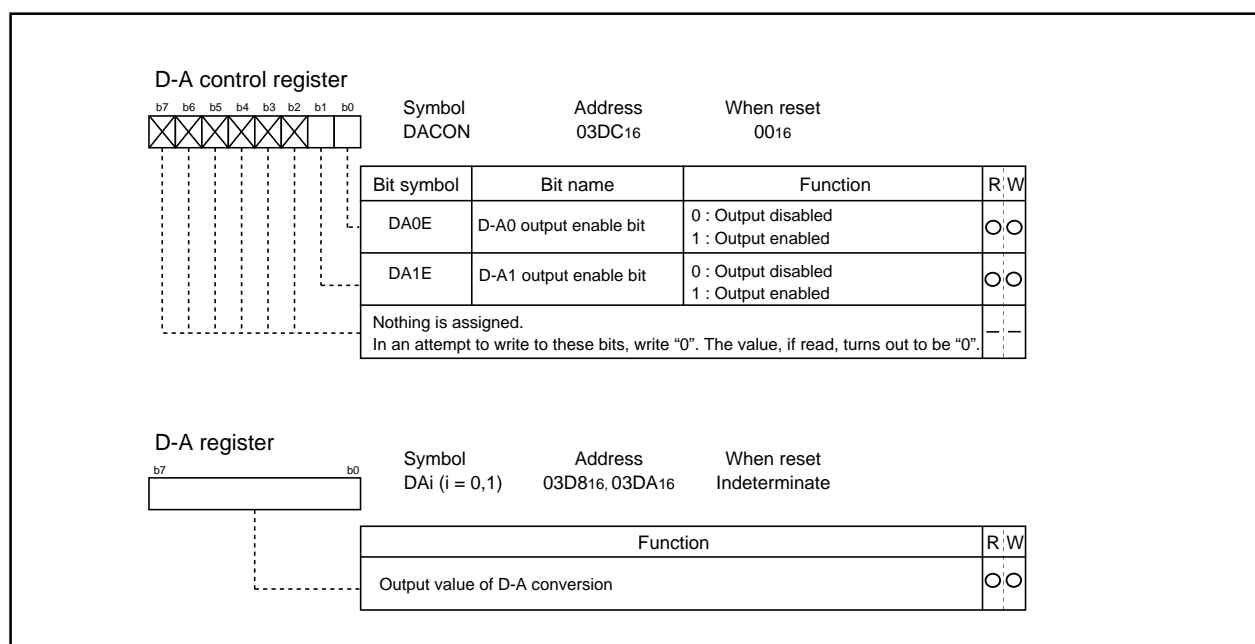 D-A control register
b7 b6 b5 b4 b3 b2 b1 b0
Symbol Address When reset
DACON 03DC16 0016
Bit symbol Bit name Function R W
DA0E D-A0 output enable bit 0 : Output disabled
1 : Output enabled
DA1E D-A1 output enable bit 0 : Output disabled
1 : Output enabled
Nothing is assigned.
In an attempt to write to these bits, write “0”. The value, if read, turns out to be “0”.
D-A register
b7 b0
Symbol Address When reset
DAi (i = 0,1) 03D816, 03DA16 Indeterminate
Function R W
Output value of D-A conversion